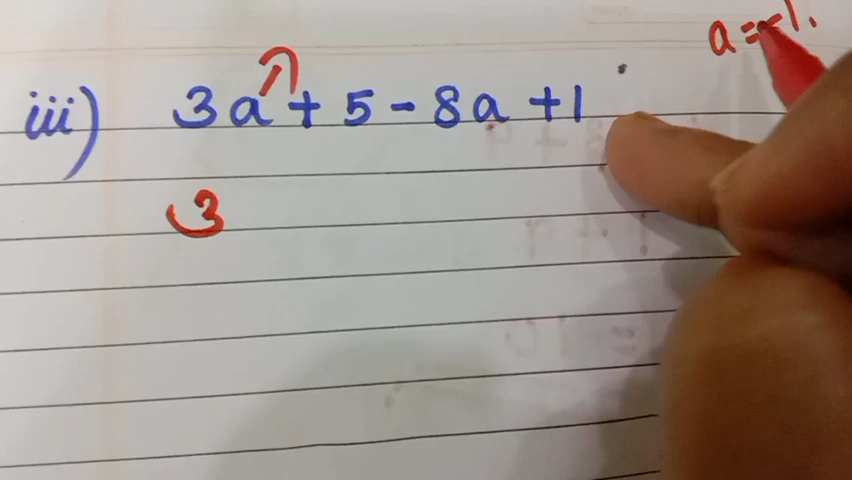 a = -1.
iii) 3a + 5 - 8a + 1
3